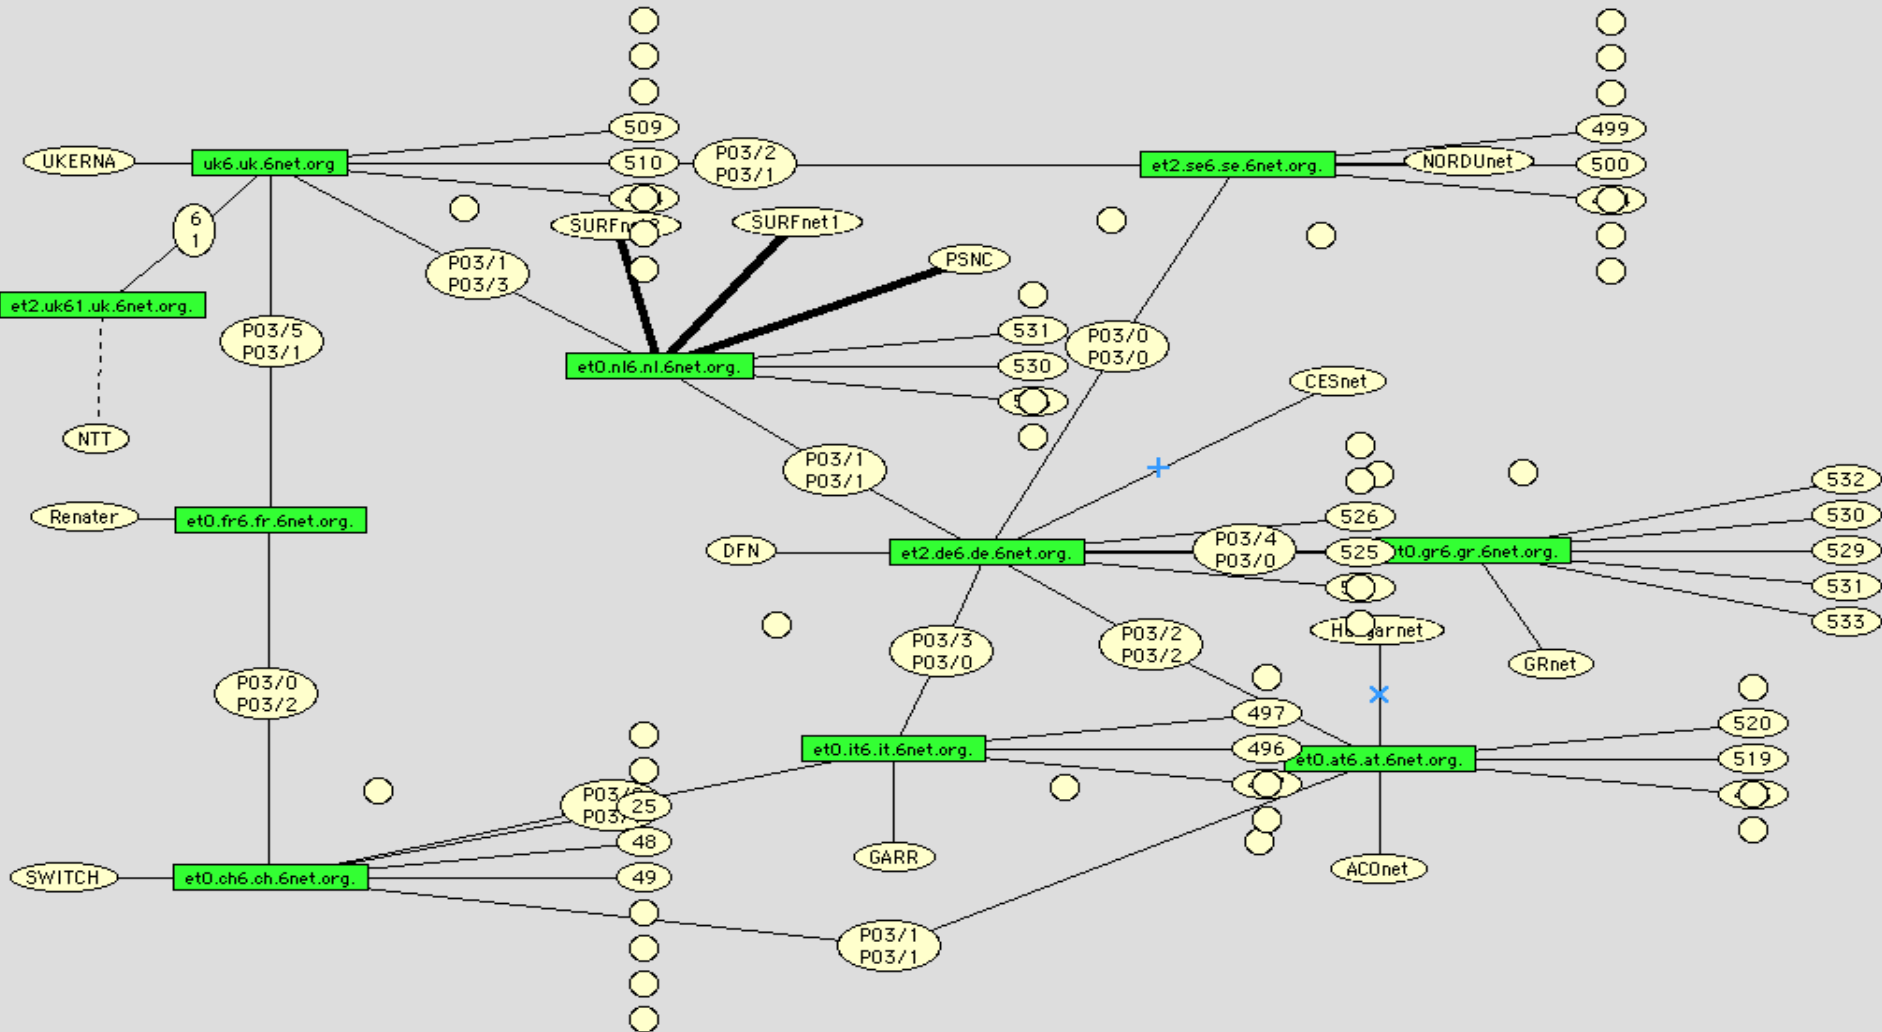 509
499
UKERNA
uk6.uk.6net.org
510
P03/2
P03/1
et2.se6.se.6net.org.
NORDUnet
500
6
1
SURFnet1
PSNC
P03/1
P03/3
et2.uk61.uk.6net.org.
P03/5
P03/1
531
P03/0
P03/0
et0.nl6.nl.6net.org.
530
CESnet
NTT
P03/1
P03/1
532
Renater
et0.fr6.fr.6net.org.
526
530
DFN
et2.de6.de.6net.org.
P03/4
P03/0
525
t0.gr6.gr.6net.org.
529
531
533
P03/3
P03/0
P03/2
P03/2
GRnet
P03/0
P03/2
497
520
et0.it6.it.6net.org.
496
et0.at6.at.6net.org.
519
25
48
GARR
ACOnet
SWITCH
et0.ch6.ch.6net.org.
49
P03/1
P03/1